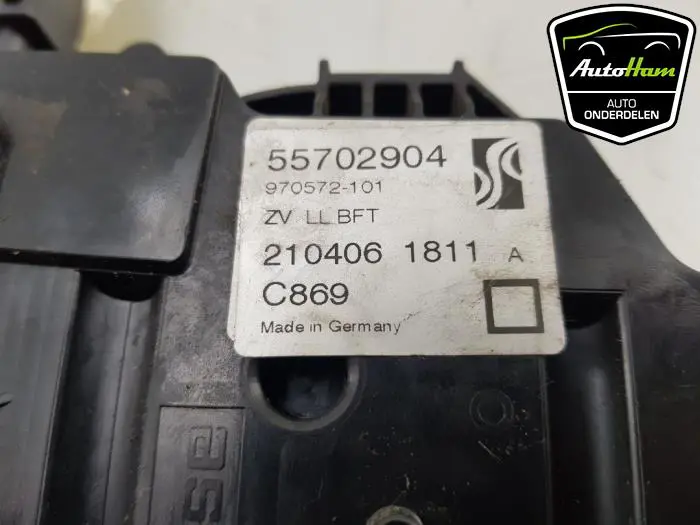 AutoHam
AUTO
ONDERDELEN
55702904
970572-101
ZV LL BFT
210406 1811 A
C869
Made in Germany